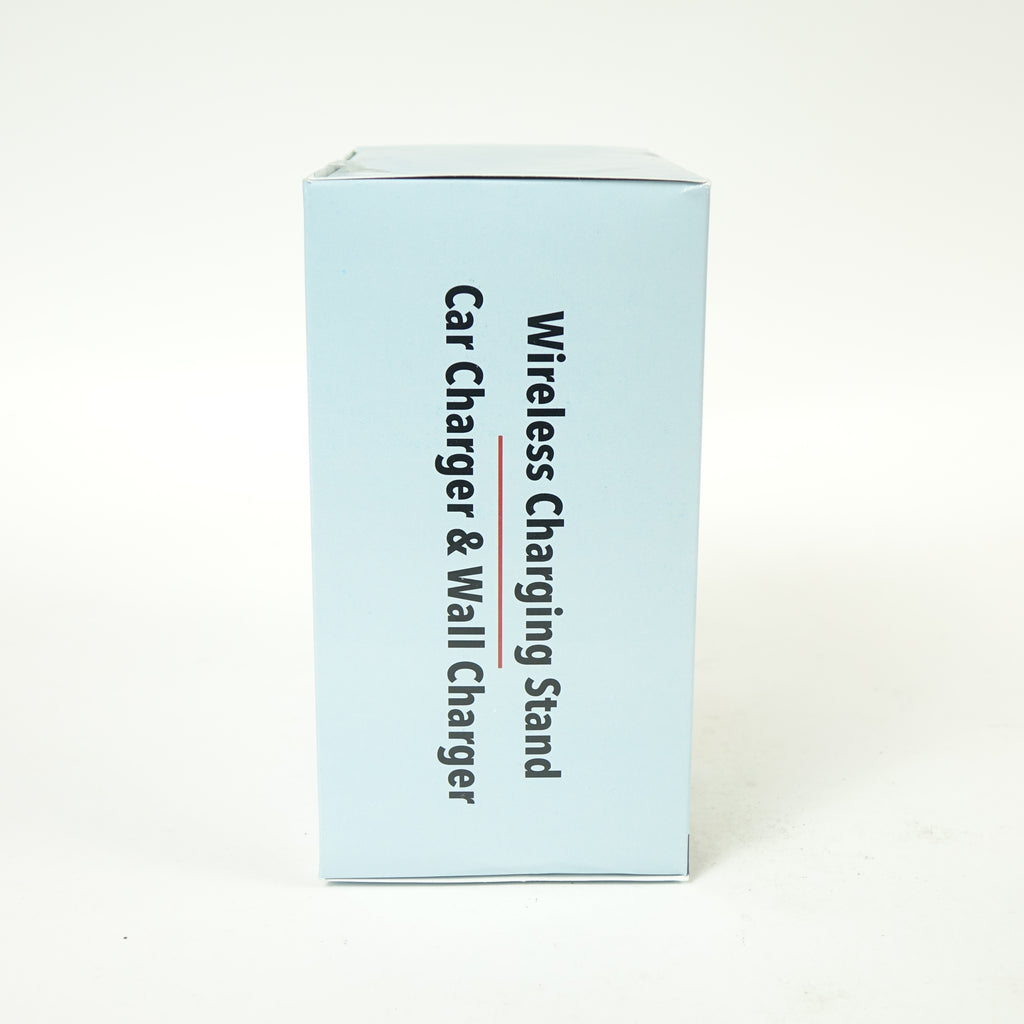 Wireless Charging Stand
Car Charger & Wall Charger